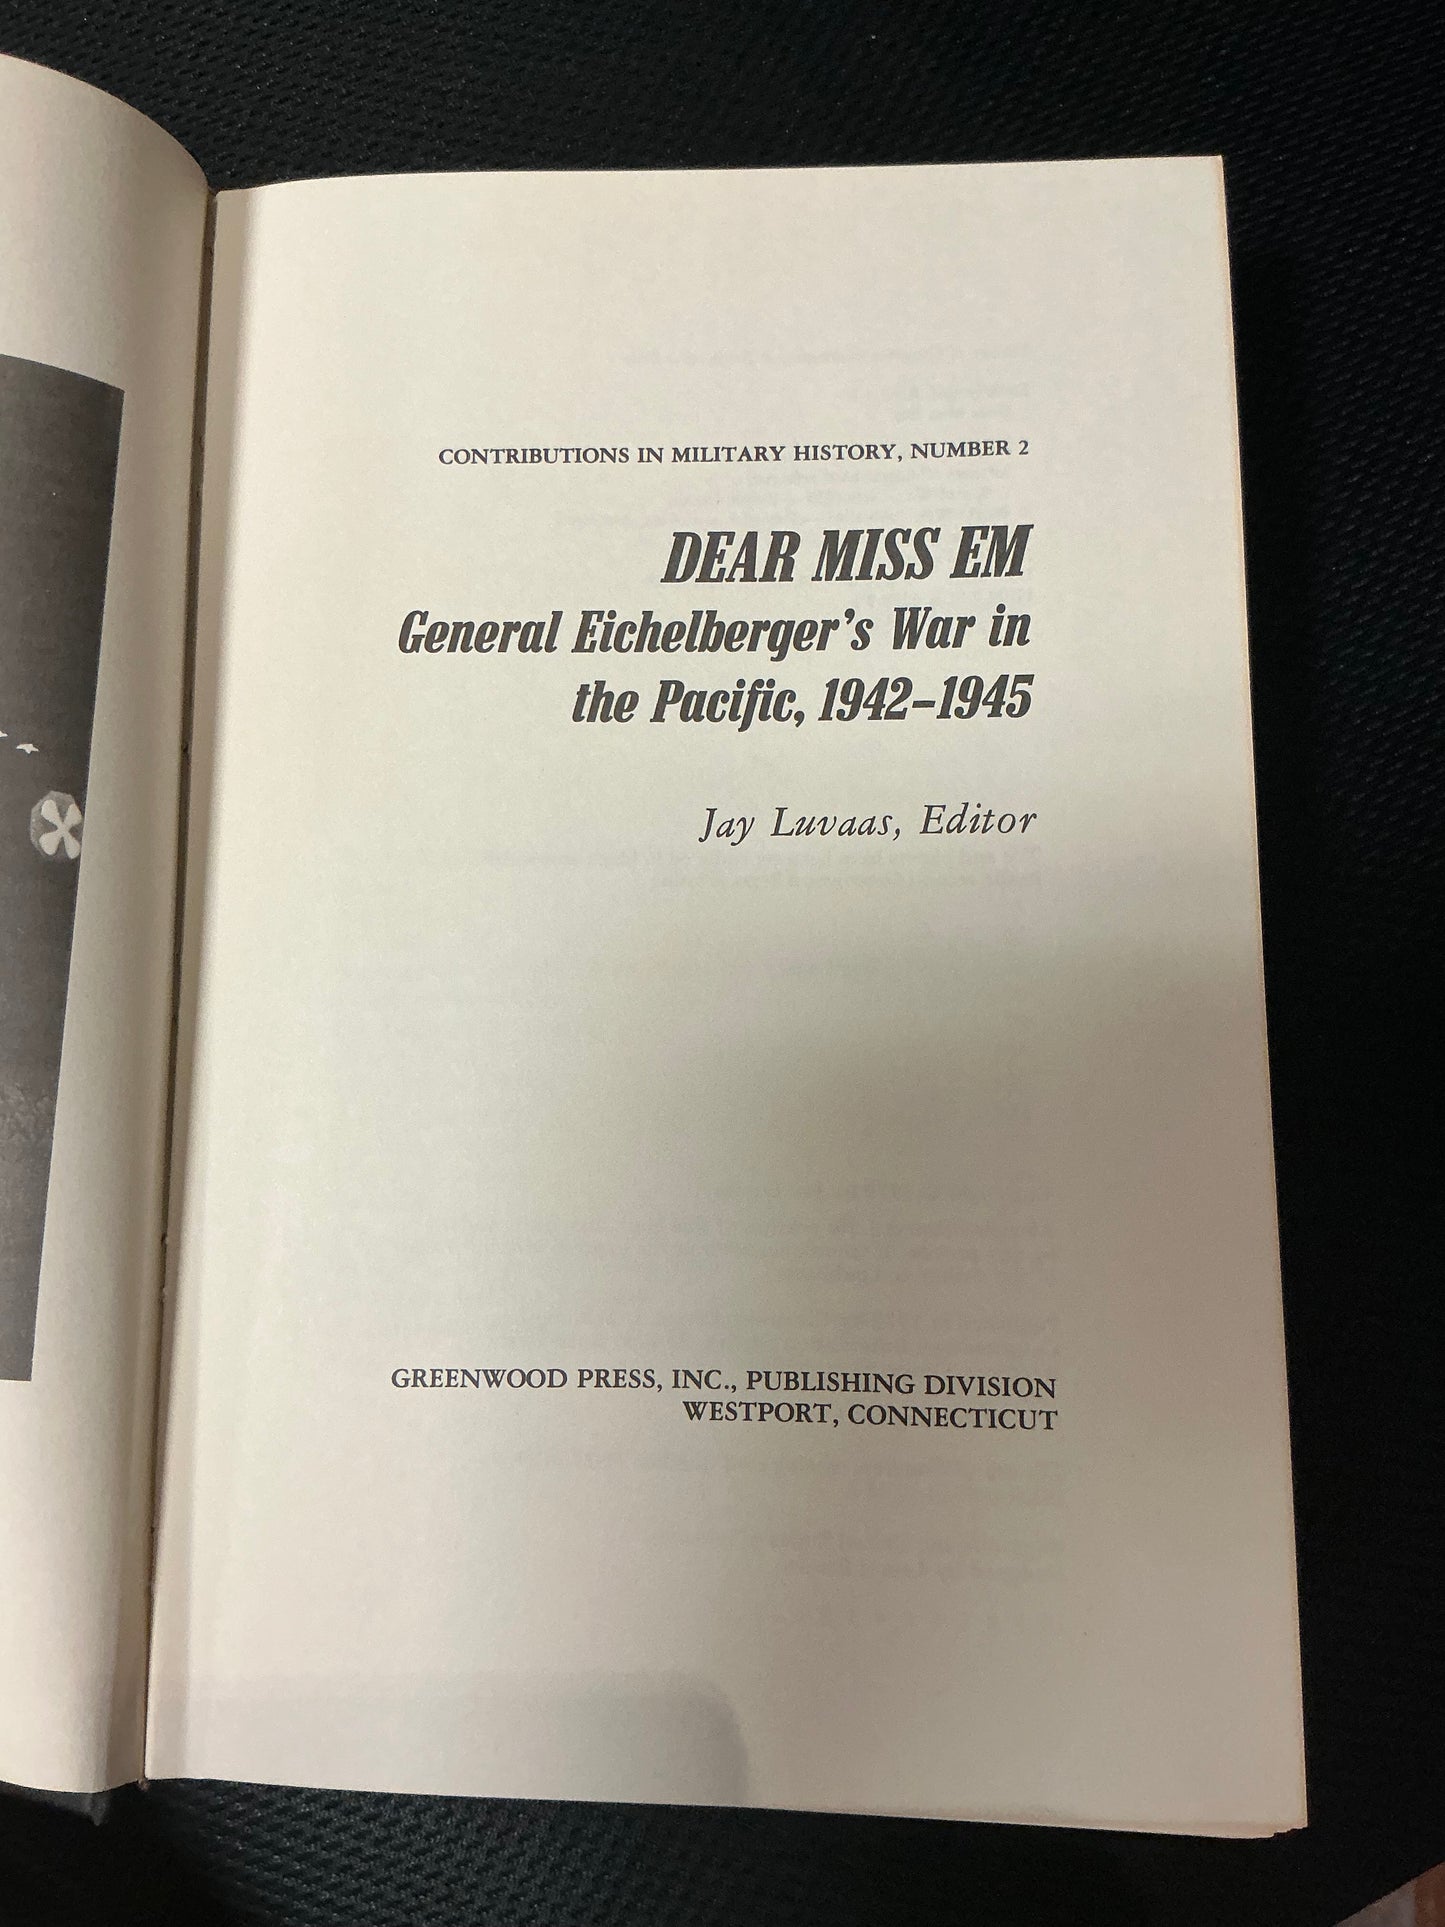 CONTRIBUTIONS IN MILITARY HISTORY, NUMBER 2
DEAR MISS EM
General Eichelberger's War in
the Pacific, 1942–1945
Jay Luvaas, Editor
GREENWOOD PRESS, INC., PUBLISHING DIVISION
WESTPORT, CONNECTICUT